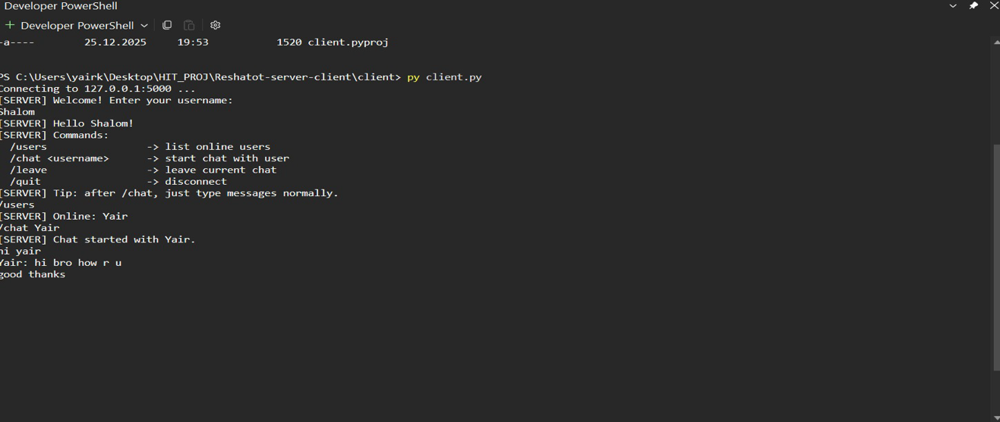 Developer PowerShell
+ Developer PowerShell
-a---- 25.12.2025 19:53 1520 client.pyproj
PS C:\Users\yairk\Desktop\HIT_PROJ\Reshatot-server-client\client> py client.py
Connecting to 127.0.0.1:5000 ...
[SERVER] Welcome! Enter your username:
Shalom
[SERVER] Hello Shalom!
[SERVER] Commands:
/users -> list online users
/chat <username> -> start chat with user
/leave -> leave current chat
/quit -> disconnect
[SERVER] Tip: after /chat, just type messages normally.
/users
[SERVER] Online: Yair
/chat Yair
[SERVER] Chat started with Yair.
hi yair
Yair: hi bro how r u
good thanks